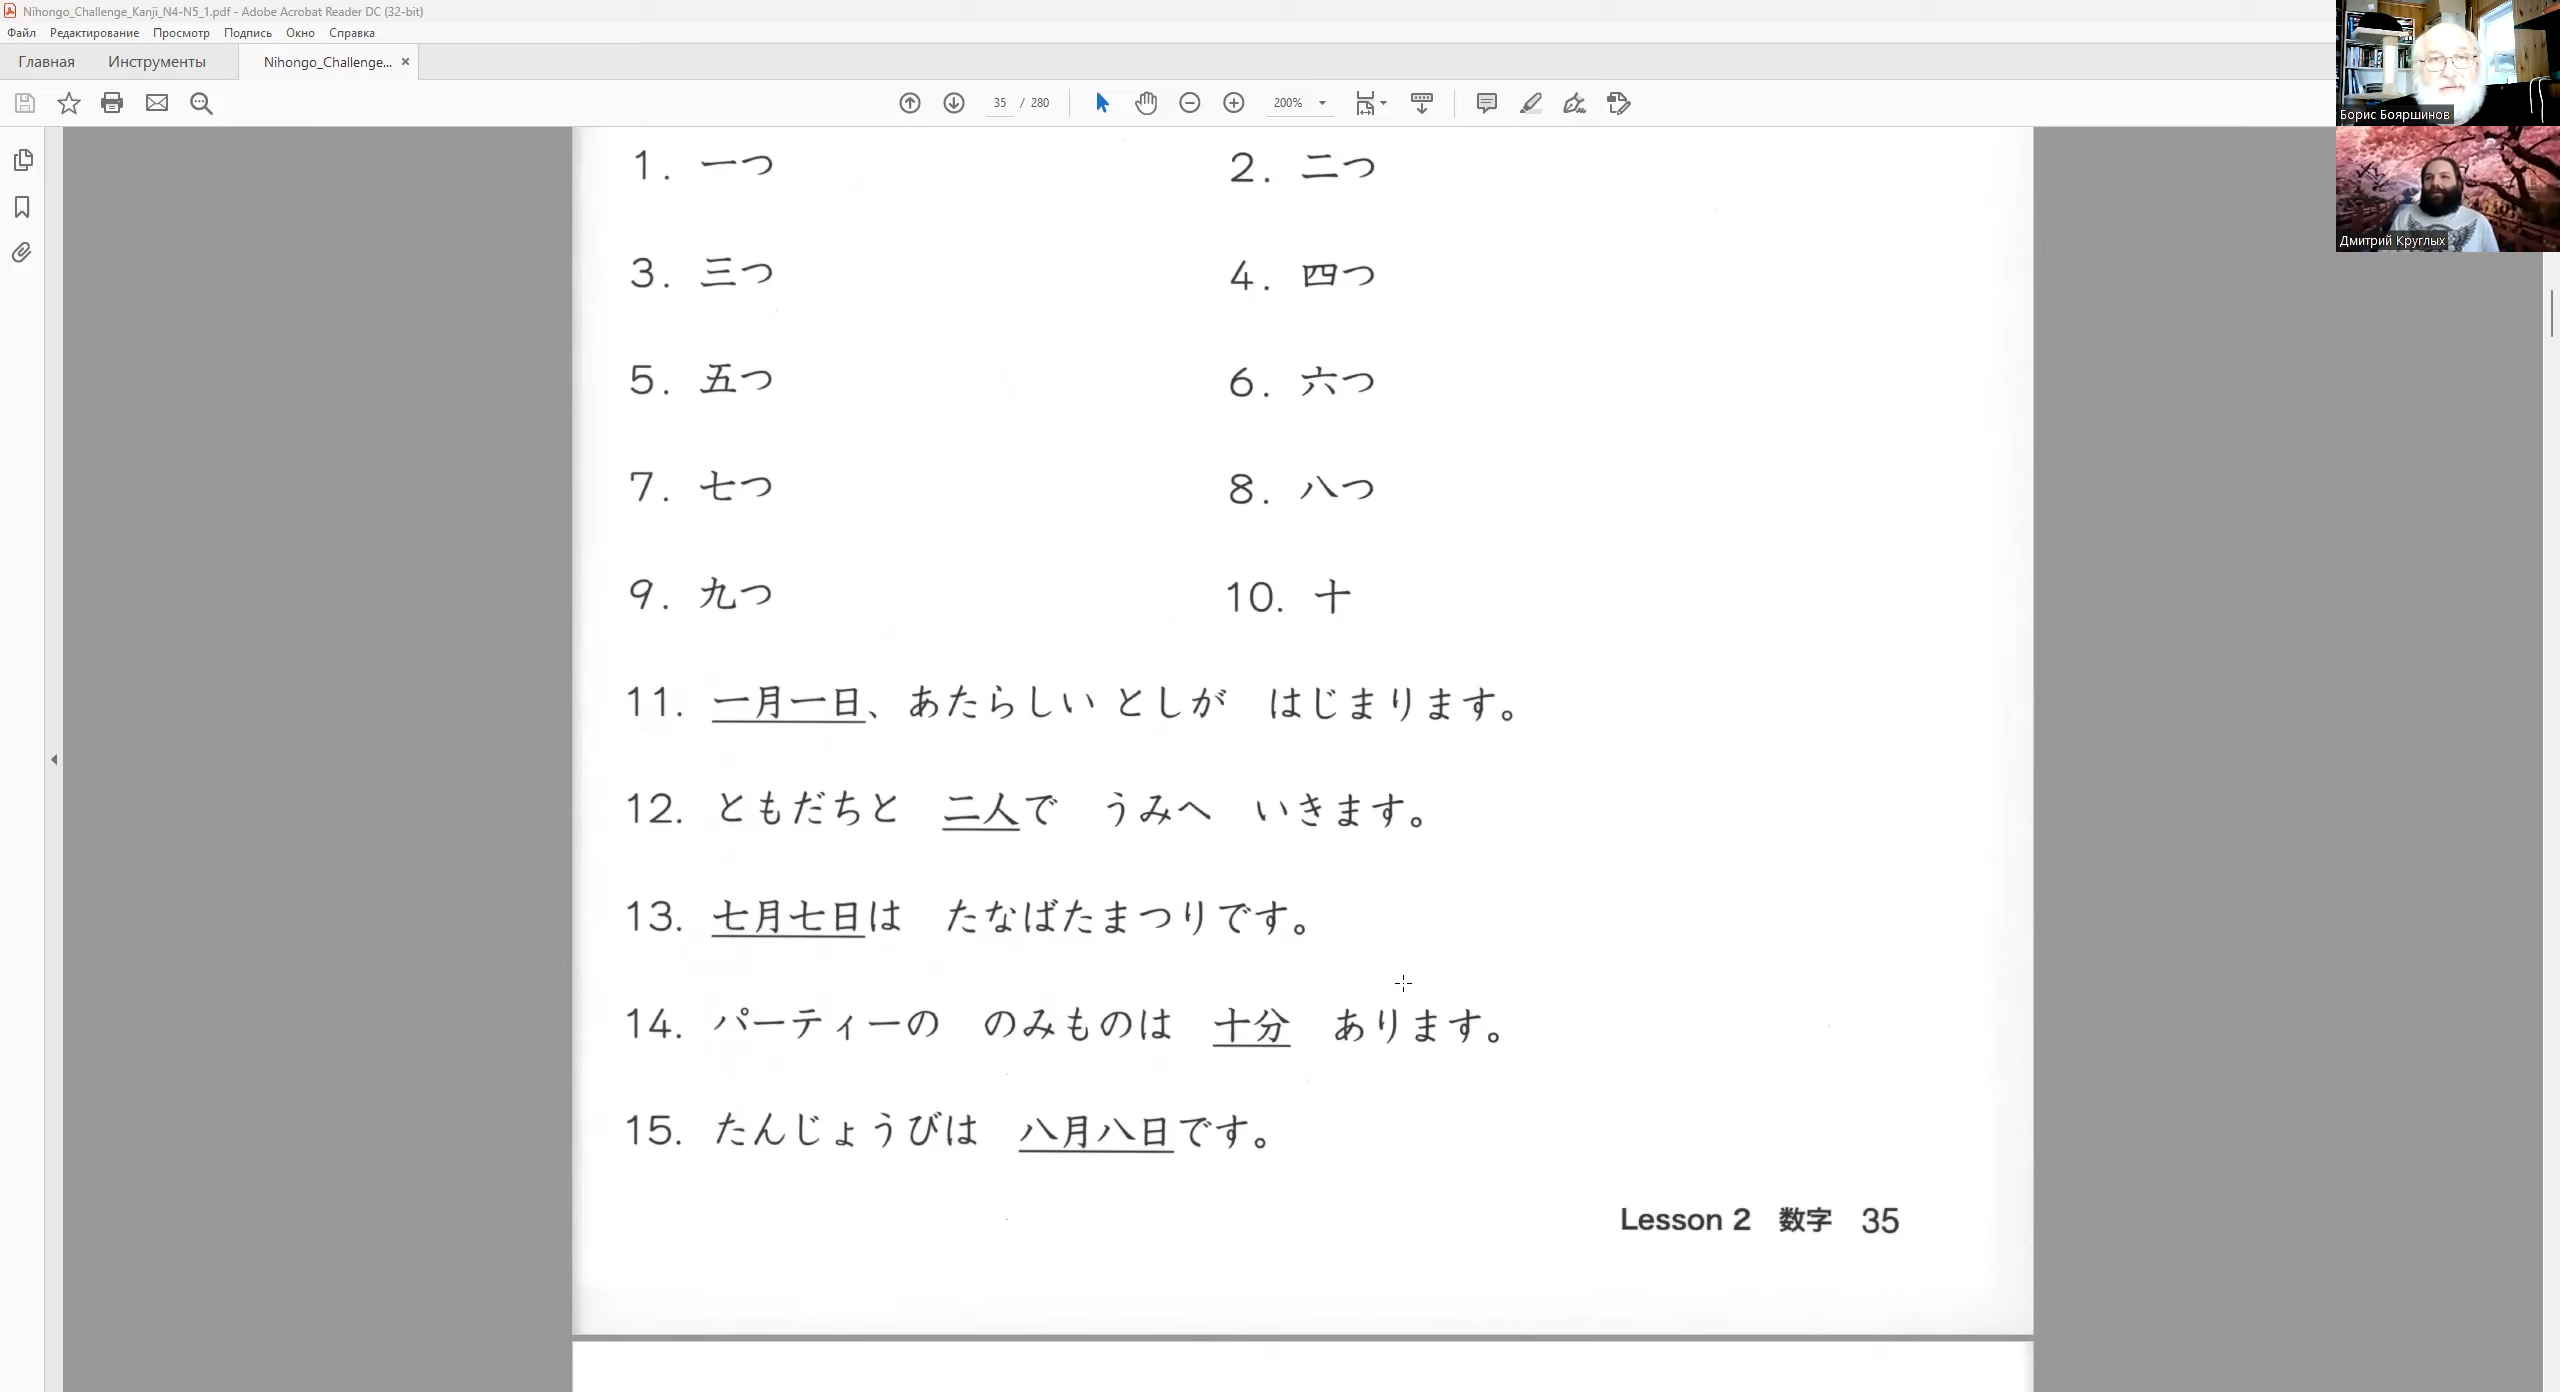 Nihongo_Challenge_Kanji_N4-N5_1.pdf - Adobe Acrobat Reader DC (32-bit)
Файл Редактирование Просмотр Подпись Окно Справка
Главная Инструменты Nihongo_Challenge... ×
35 / 280 200%
Борис Бояршинов
Дмитрий Круглых
1. 一つ 2. 二つ
3. 三つ 4. 四つ
5. 五つ 6. 六つ
7. 七つ 8. 八つ
9. 九つ 10. 十
11. 一月一日、あたらしい としが はじまります。
12. ともだちと 二人で うみへ いきます。
13. 七月七日は たなばたまつりです。
14. パーティーの のみものは 十分 あります。
15. たんじょうびは 八月八日です。
Lesson 2 数字 35